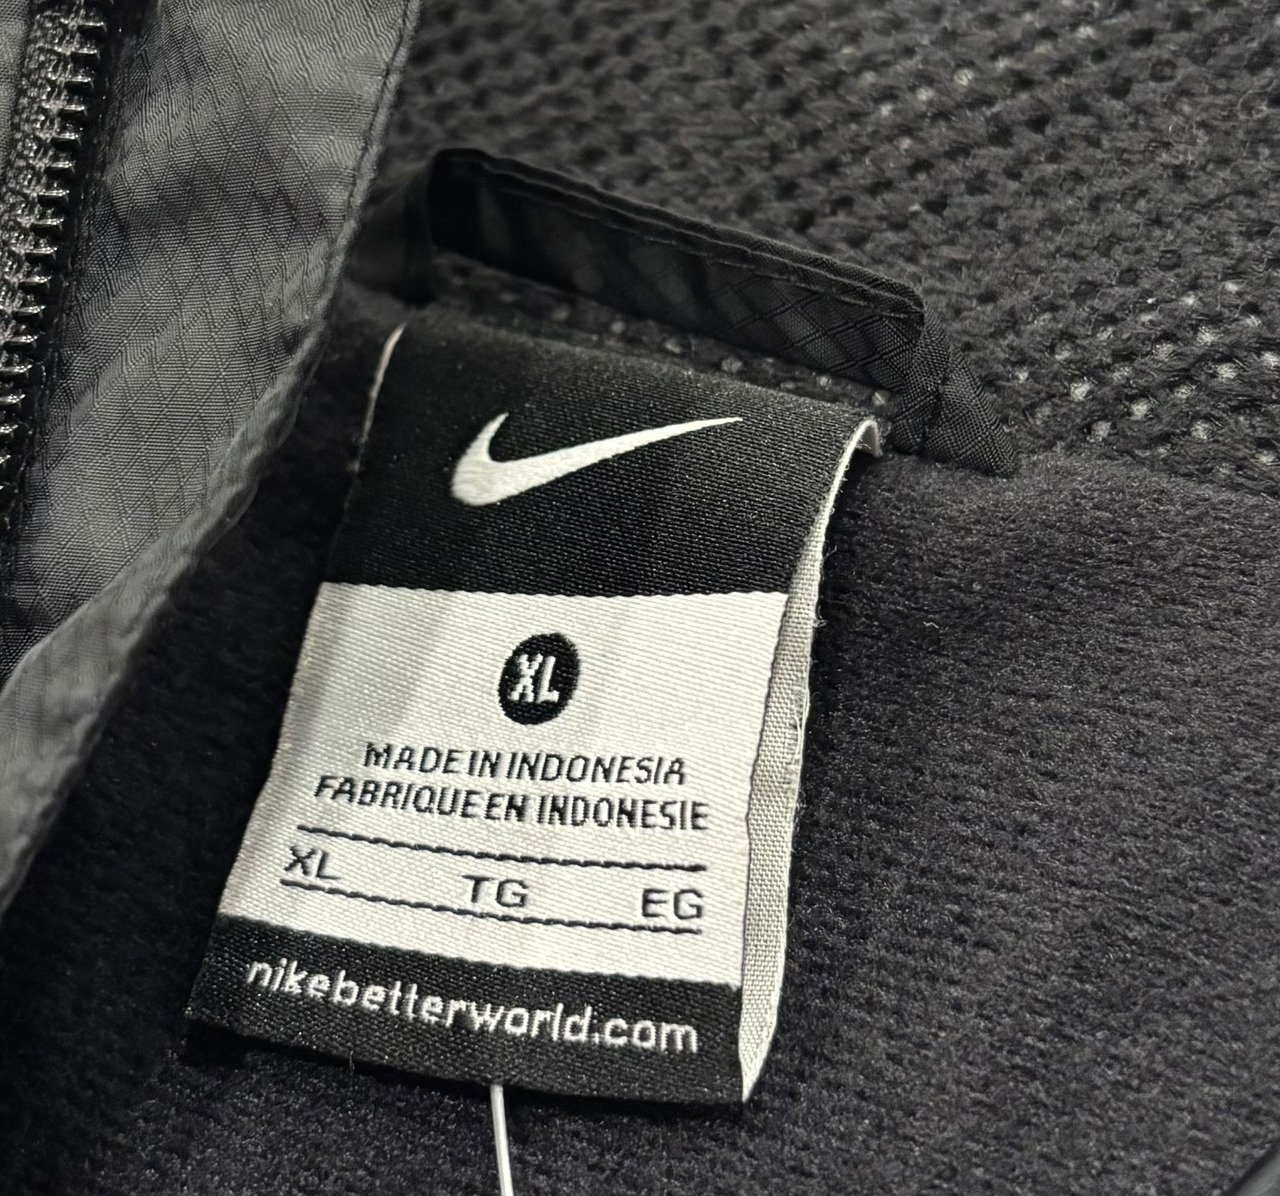 XL
MADE IN INDONESIA
FABRIQUE EN INDONESIE
XL TG EG
nikebetterworld.com